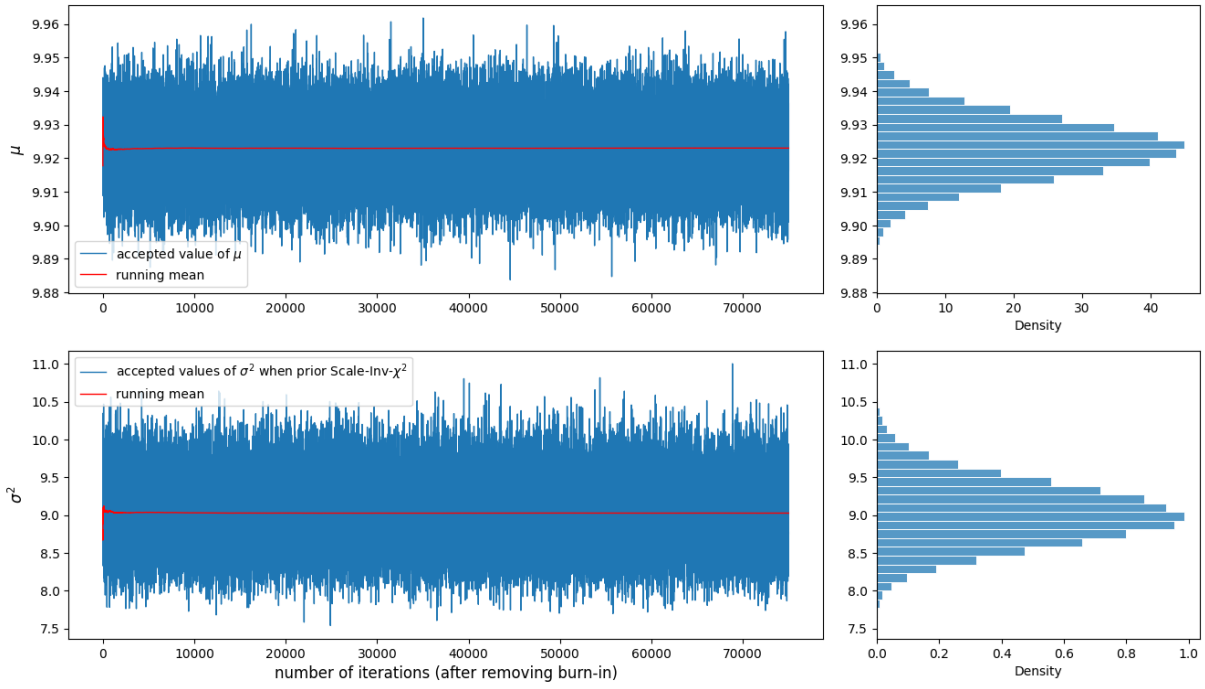 9.96
9.95
9.94
9.93
9.92
9.91
9.90
9.89
9.88
μ
accepted value of μ
running mean
0 10000 20000 30000 40000 50000 60000 70000
9.96
9.95
9.94
9.93
9.92
9.91
9.90
9.89
9.88
0 10 20 30 40
Density
11.0
10.5
10.0
9.5
9.0
8.5
8.0
7.5
σ²
accepted values of σ² when prior Scale-Inv-χ²
running mean
0 10000 20000 30000 40000 50000 60000 70000
number of iterations (after removing burn-in)
11.0
10.5
10.0
9.5
9.0
8.5
8.0
7.5
0.0 0.2 0.4 0.6 0.8 1.0
Density